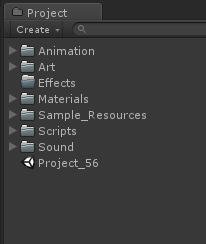 Project
Create
Animation
Art
Effects
Materials
Sample_Resources
Scripts
Sound
Project_56